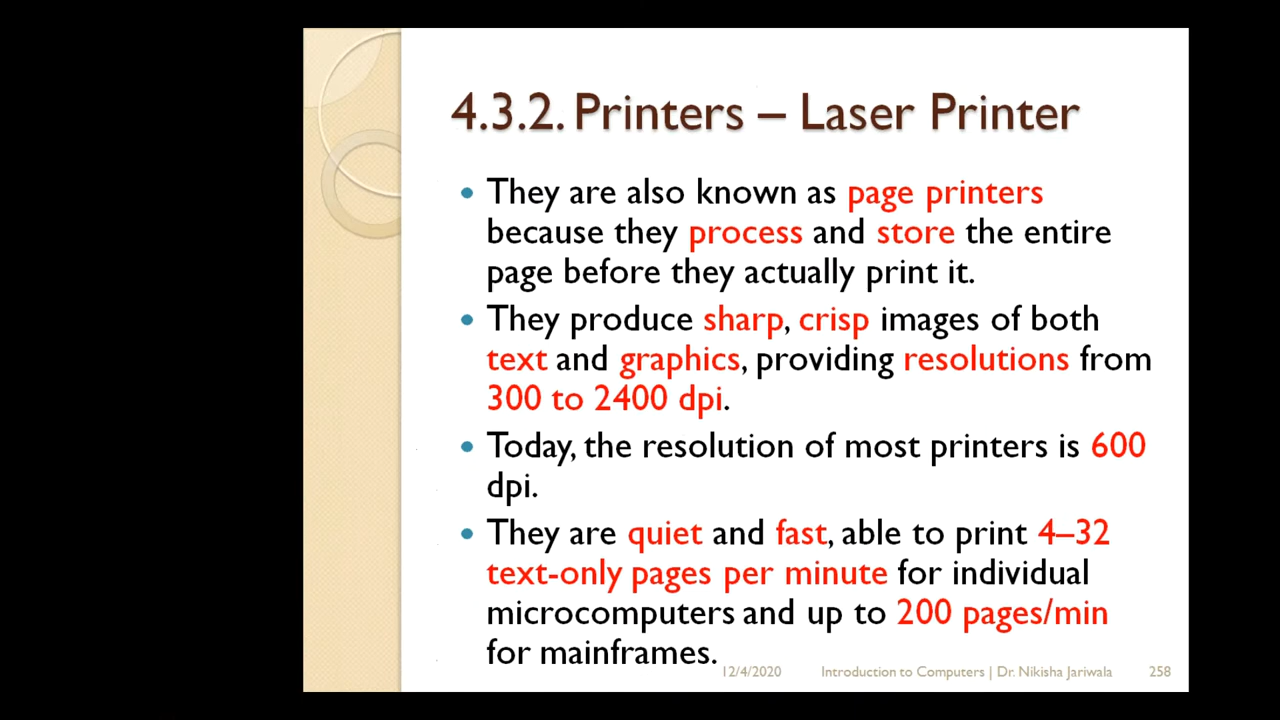 4.3.2. Printers – Laser Printer
• They are also known as page printers
because they process and store the entire
page before they actually print it.
• They produce sharp, crisp images of both
text and graphics, providing resolutions from
300 to 2400 dpi.
• Today, the resolution of most printers is 600
dpi.
• They are quiet and fast, able to print 4–32
text-only pages per minute for individual
microcomputers and up to 200 pages/min
for mainframes.
12/4/2020 Introduction to Computers | Dr. Nikisha Jariwala 258